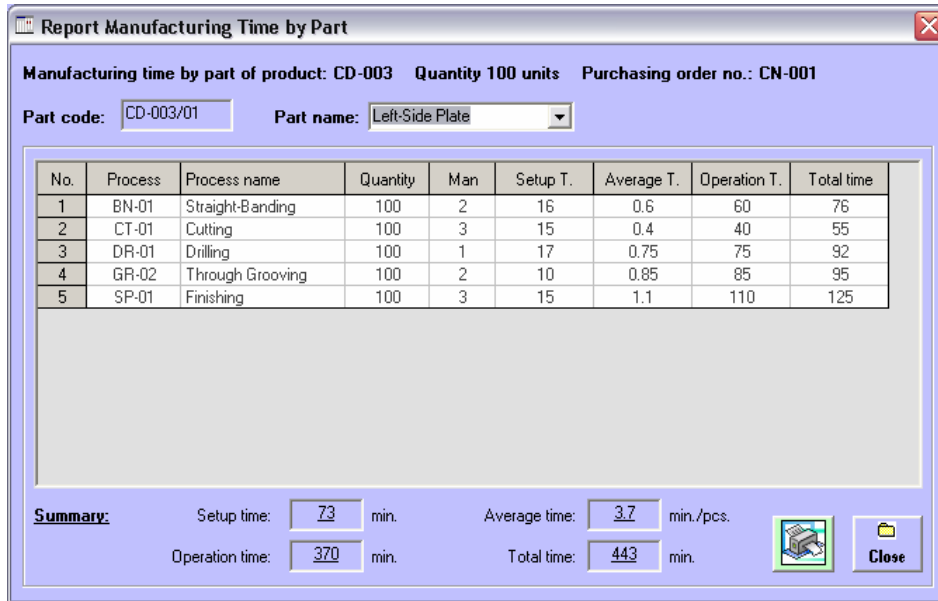 Report Manufacturing Time by Part
Manufacturing time by part of product: CD-003 Quantity 100 units Purchasing order no.: CN-001
Part code: CD-003/01 Part name: Left-Side Plate
No. Process Process name Quantity Man Setup T. Average T. Operation T. Total time
1 BN-01 Straight-Banding 100 2 16 0.6 60 76
2 CT-01 Cutting 100 3 15 0.4 40 55
3 DR-01 Drilling 100 1 17 0.75 75 92
4 GR-02 Through Grooving 100 2 10 0.85 85 95
5 SP-01 Finishing 100 3 15 1.1 110 125
Summary: Setup time: 73 min. Average time: 3.7 min./pcs.
Operation time: 370 min. Total time: 443 min. Close